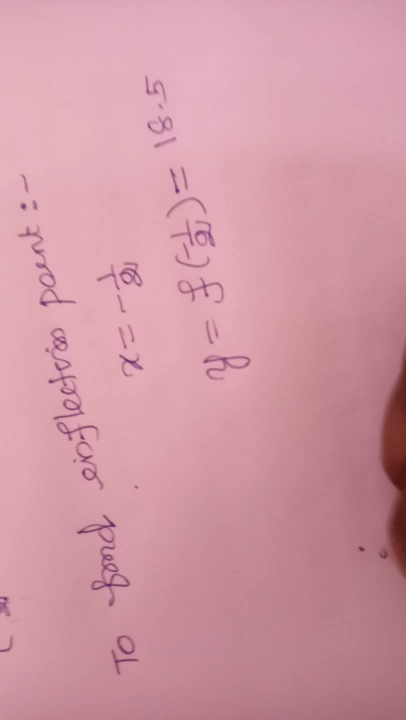 To find inflection point :-
x = -1/2
y = f(-1/2) = 18.5